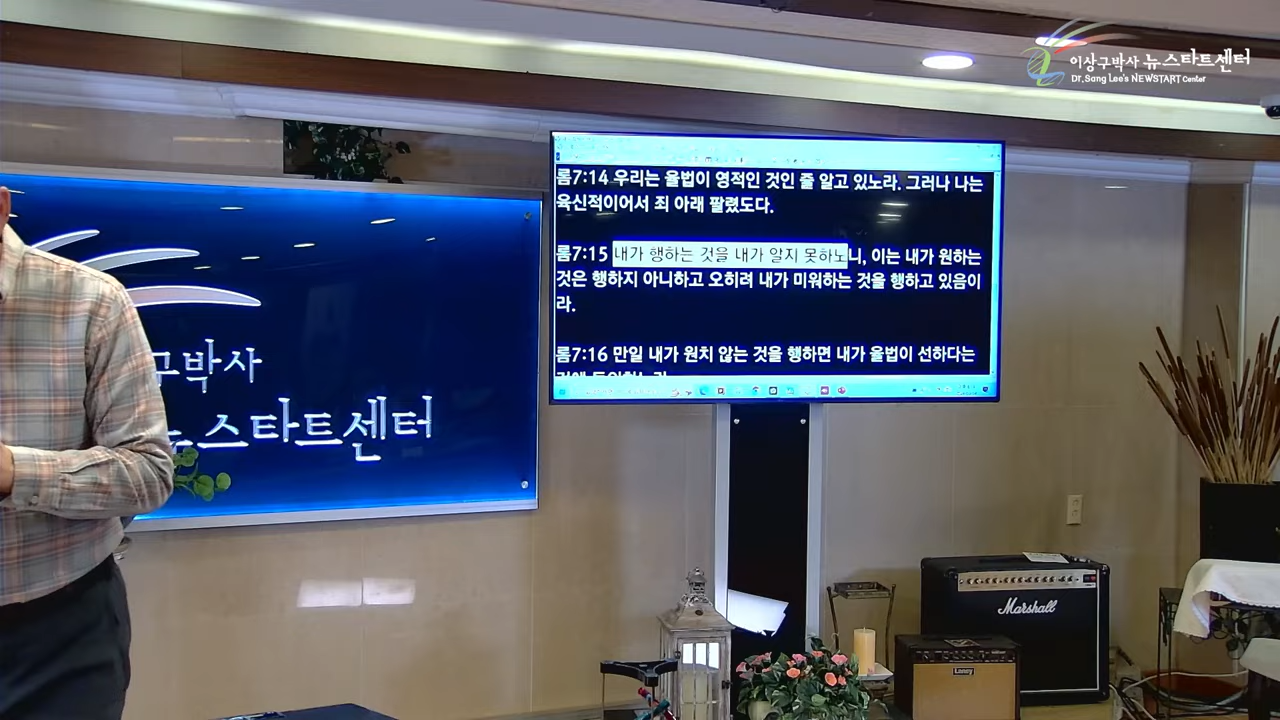 이상구박사 뉴스타트센터
Dr. Sang Lee's NEWSTART Center
롬7:14 우리는 율법이 영적인 것인 줄 알고 있노라. 그러나 나는
육신적이어서 죄 아래 팔렸도다.
롬7:15 내가 행하는 것을 내가 알지 못하노니, 이는 내가 원하는
것은 행하지 아니하고 오히려 내가 미워하는 것을 행하고 있음이
라.
롬7:16 만일 내가 원치 않는 것을 행하면 내가 율법이 선하다는
구박사
뉴스타트센터
Marshall
Laney